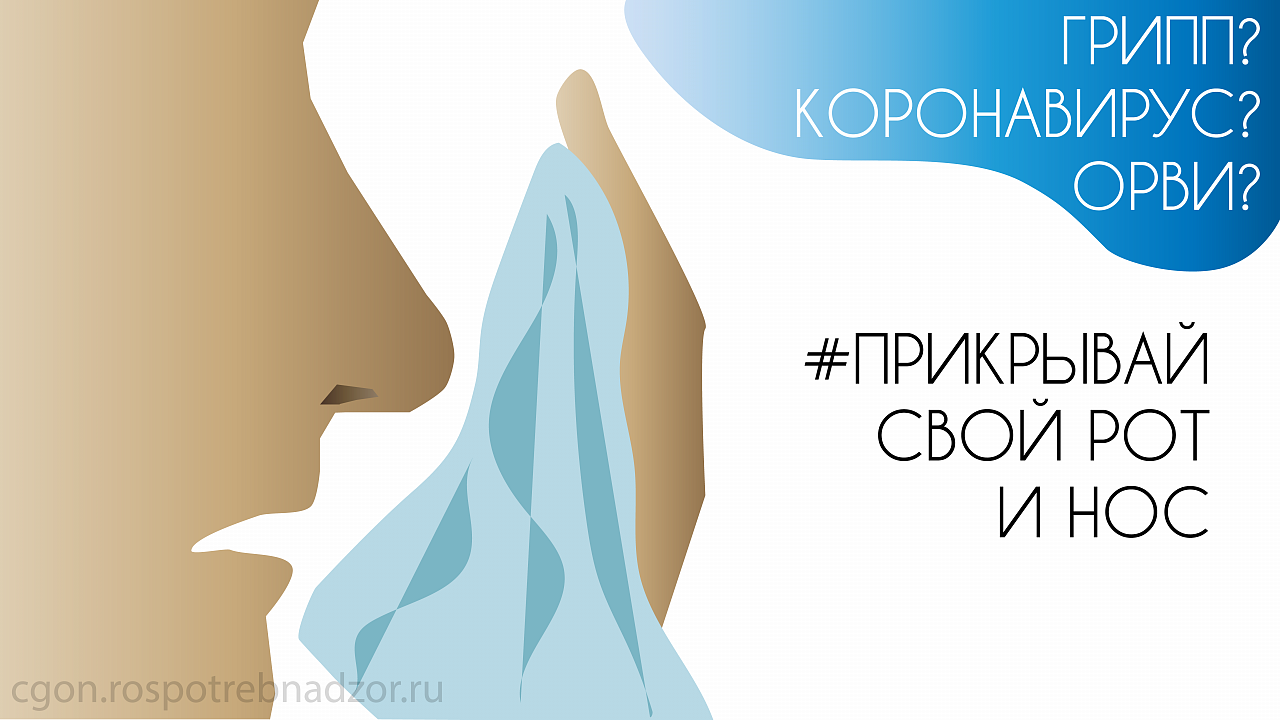 ГРИПП?
КОРОНАВИРУС?
ОРВИ?
#ПРИКРЫВАЙ
СВОЙ РОТ
И НОС
cgon.rospotrebnadzor.ru